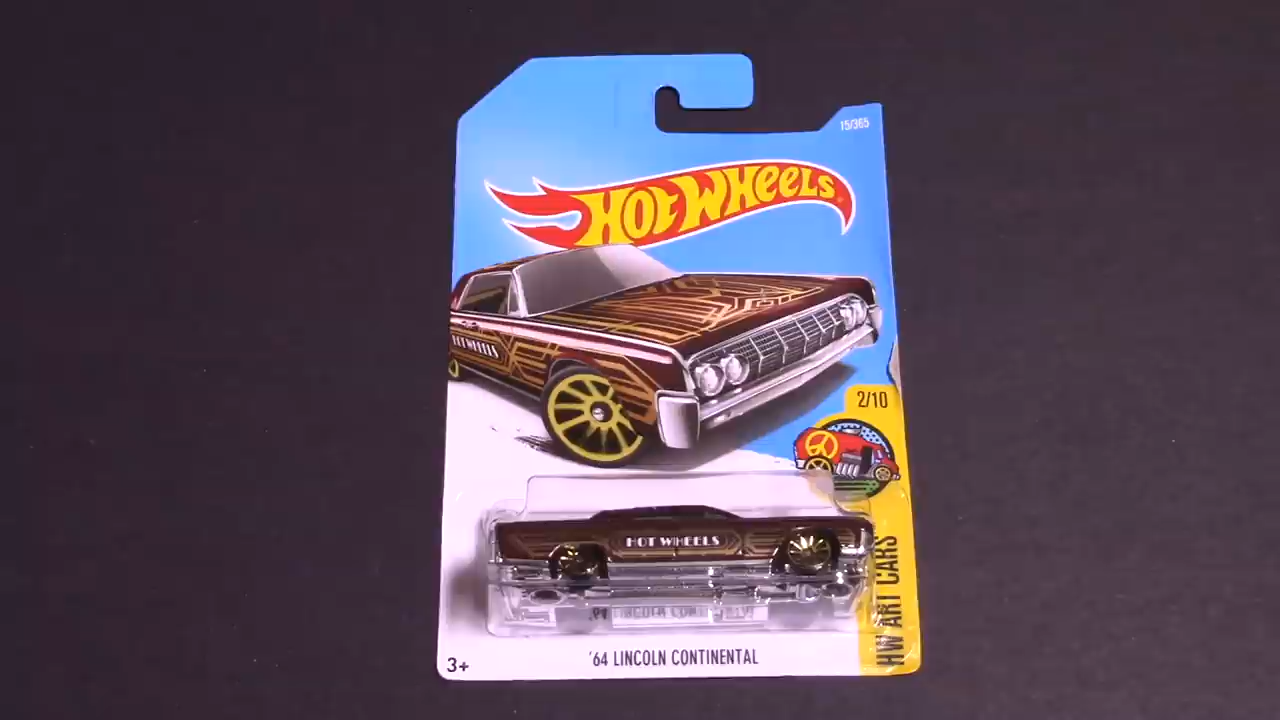 15/365
HOT WHEELS
HOT WHEELS
2/10
HOT WHEELS
HW ART CARS
'64 LINCOLN CONTINENTAL
3+